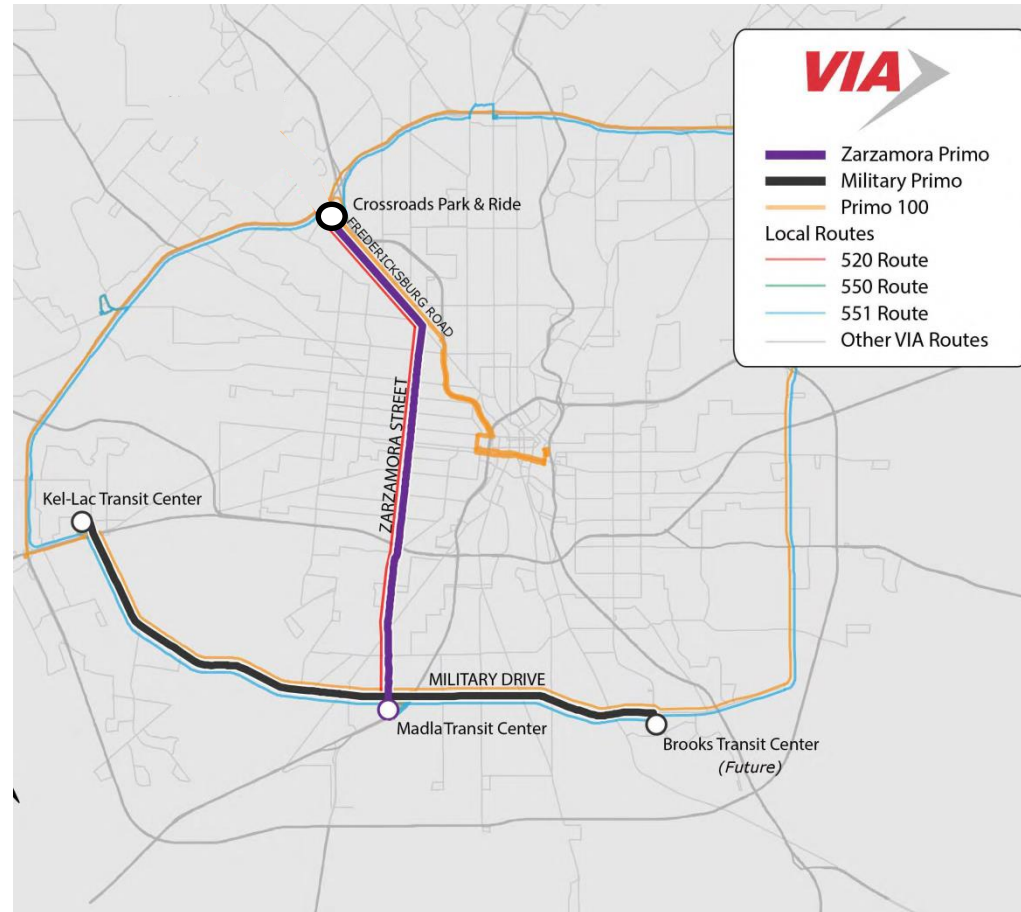 VIA
Zarzamora Primo
Military Primo
Primo 100
Local Routes
520 Route
550 Route
551 Route
Other VIA Routes
Crossroads Park & Ride
FREDERICKSBURG ROAD
ZARZAMORA STREET
Kel-Lac Transit Center
MILITARY DRIVE
Madla Transit Center
Brooks Transit Center
(Future)